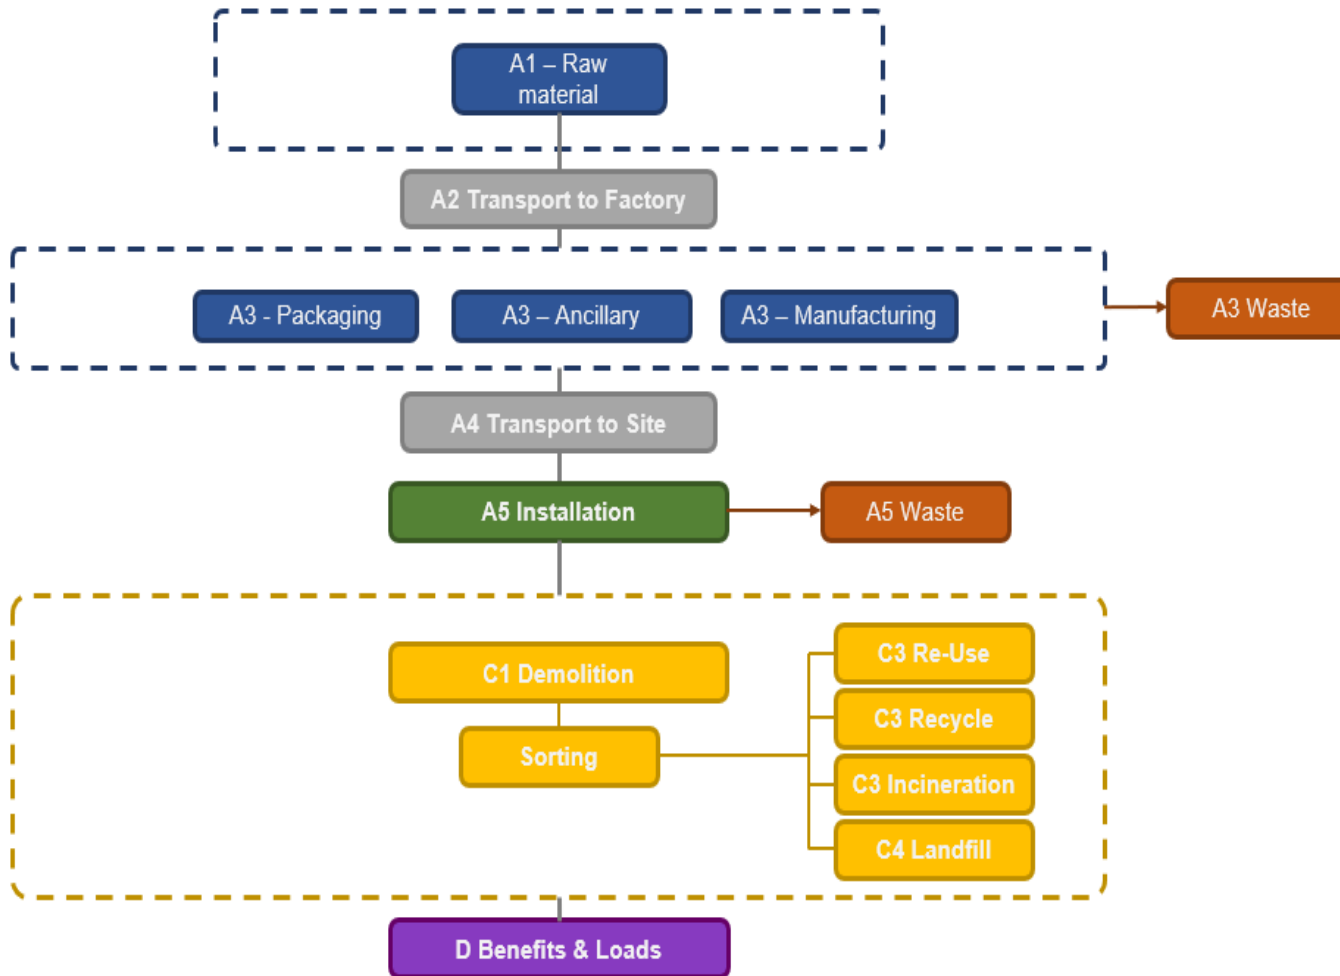 A1 – Raw
material
A2 Transport to Factory
A3 - Packaging
A3 – Ancillary
A3 – Manufacturing
A3 Waste
A4 Transport to Site
A5 Installation
A5 Waste
C1 Demolition
Sorting
C3 Re-Use
C3 Recycle
C3 Incineration
C4 Landfill
D Benefits & Loads